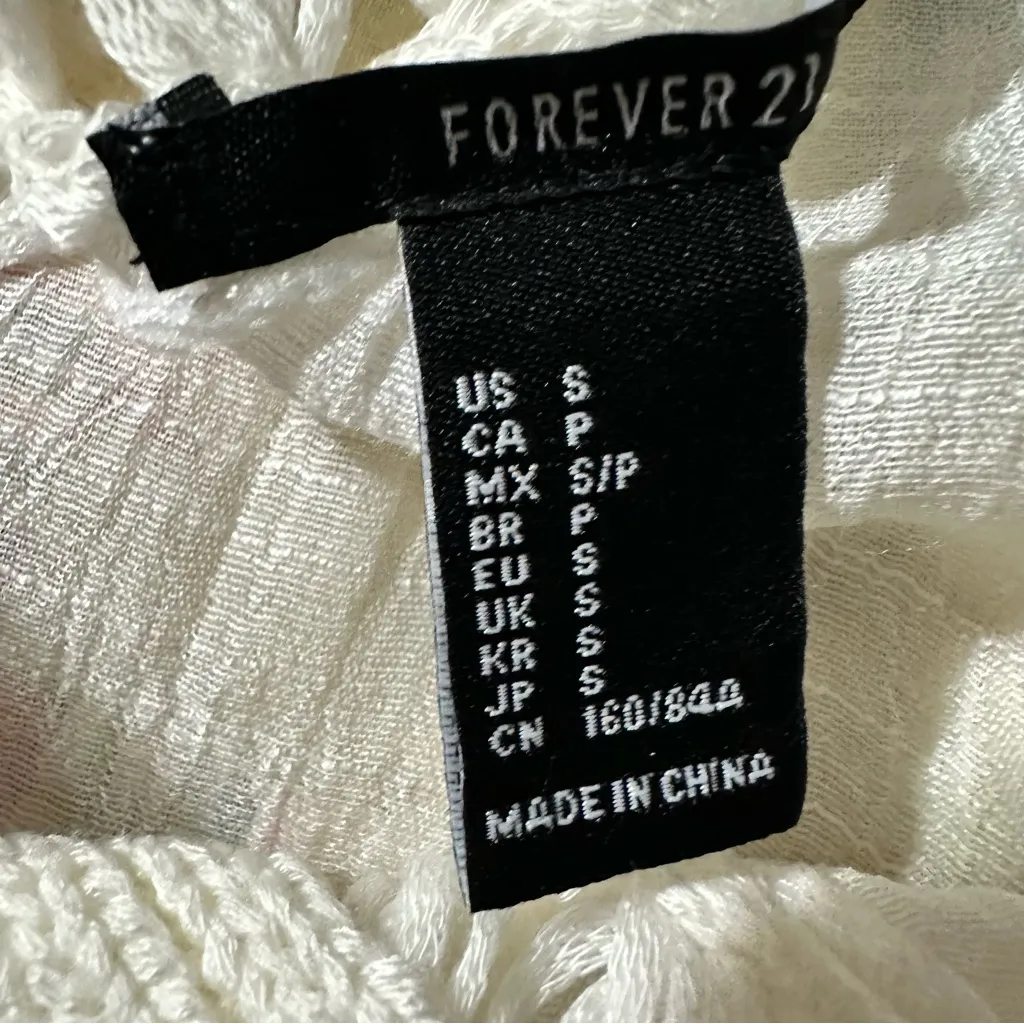 FOREVER 21
US S
CA P
MX S/P
BR P
EU S
UK S
KR S
JP S
CN 160/84A
MADE IN CHINA